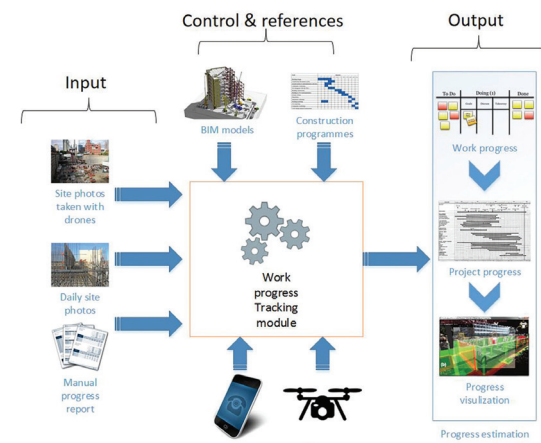 Control & references
Output
Input
BIM models
Construction
programmes
To Do
Doing (s)
Done
Work progress
Site photos
taken with
drones
Work
progress
Tracking
module
Project progress
Daily site
photos
Manual
progress
report
Progress
visulization
Progress estimation